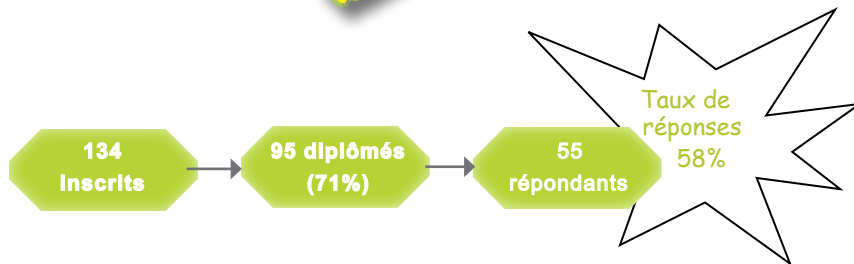 134
inscrits
95 diplômés
(71%)
55
répondants
Taux de
réponses
58%